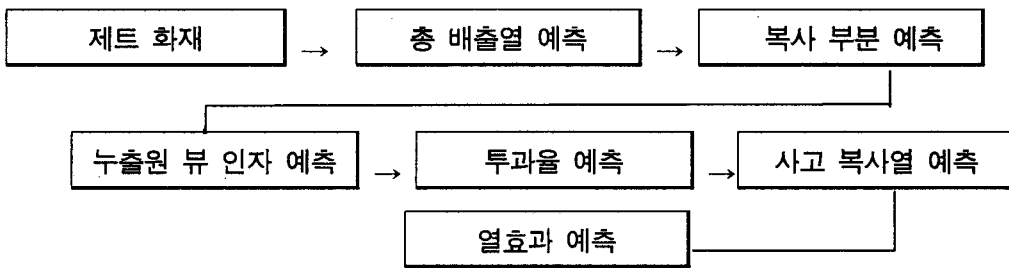 제트 화재 → 총 배출열 예측 → 복사 부분 예측
누출원 뷰 인자 예측 → 투과율 예측 → 사고 복사열 예측
열효과 예측